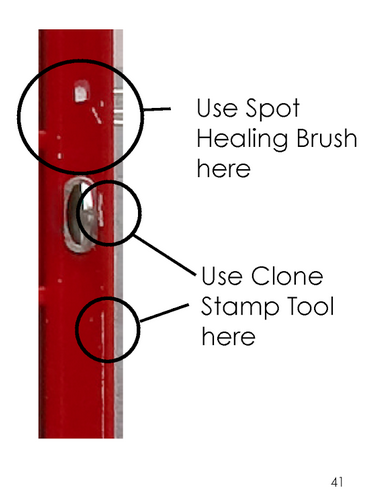 Use Spot
Healing Brush
here
Use Clone
Stamp Tool
here
41